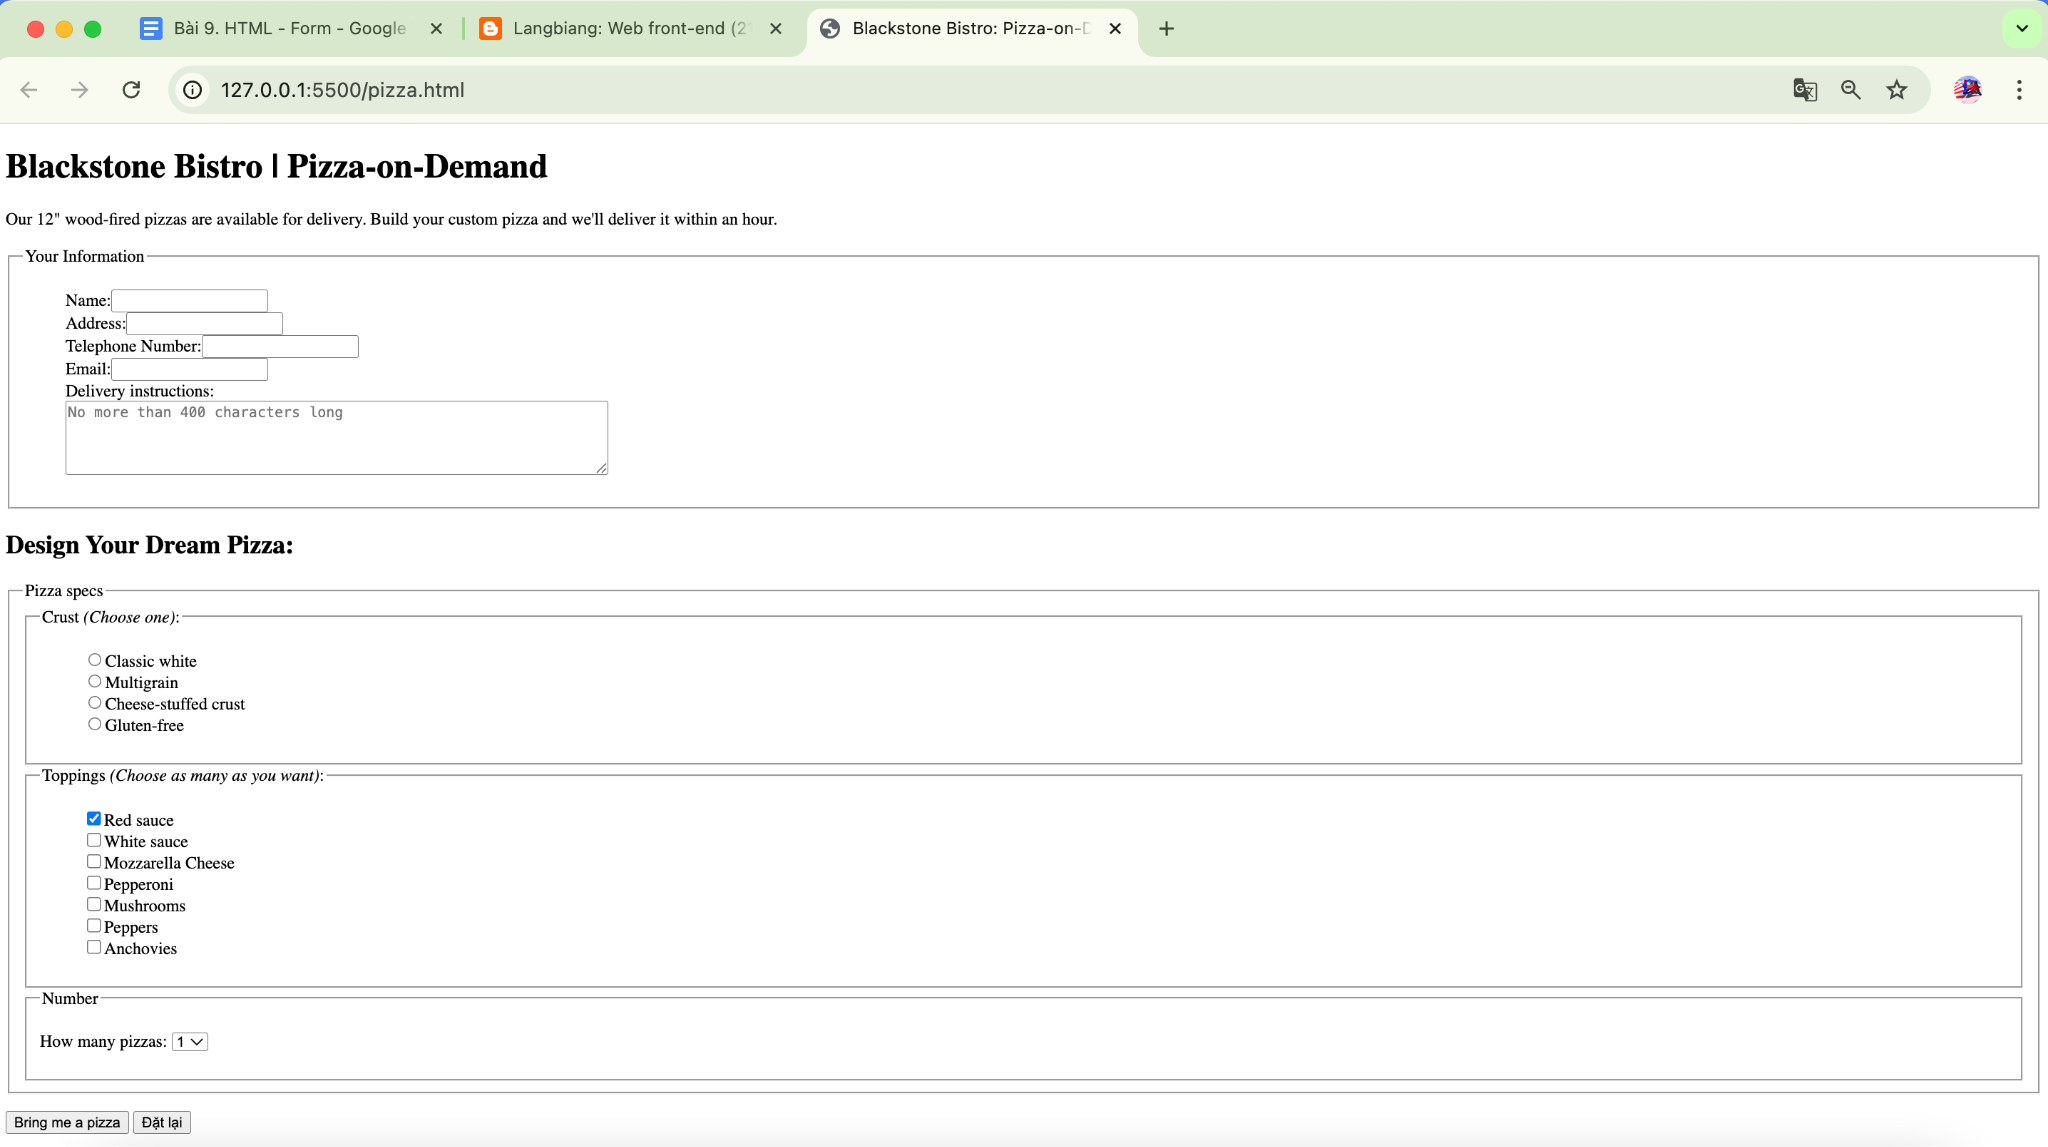 Bài 9. HTML - Form - Google
Langbiang: Web front-end (21
Blackstone Bistro: Pizza-on-D
127.0.0.1:5500/pizza.html
Blackstone Bistro | Pizza-on-Demand
Our 12" wood-fired pizzas are available for delivery. Build your custom pizza and we'll deliver it within an hour.
Your Information
Name:
Address:
Telephone Number:
Email:
Delivery instructions:
No more than 400 characters long
Design Your Dream Pizza:
Pizza specs
Crust (Choose one):
Classic white
Multigrain
Cheese-stuffed crust
Gluten-free
Toppings (Choose as many as you want):
Red sauce
White sauce
Mozzarella Cheese
Pepperoni
Mushrooms
Peppers
Anchovies
Number
How many pizzas: 1
Bring me a pizza Đặt lại